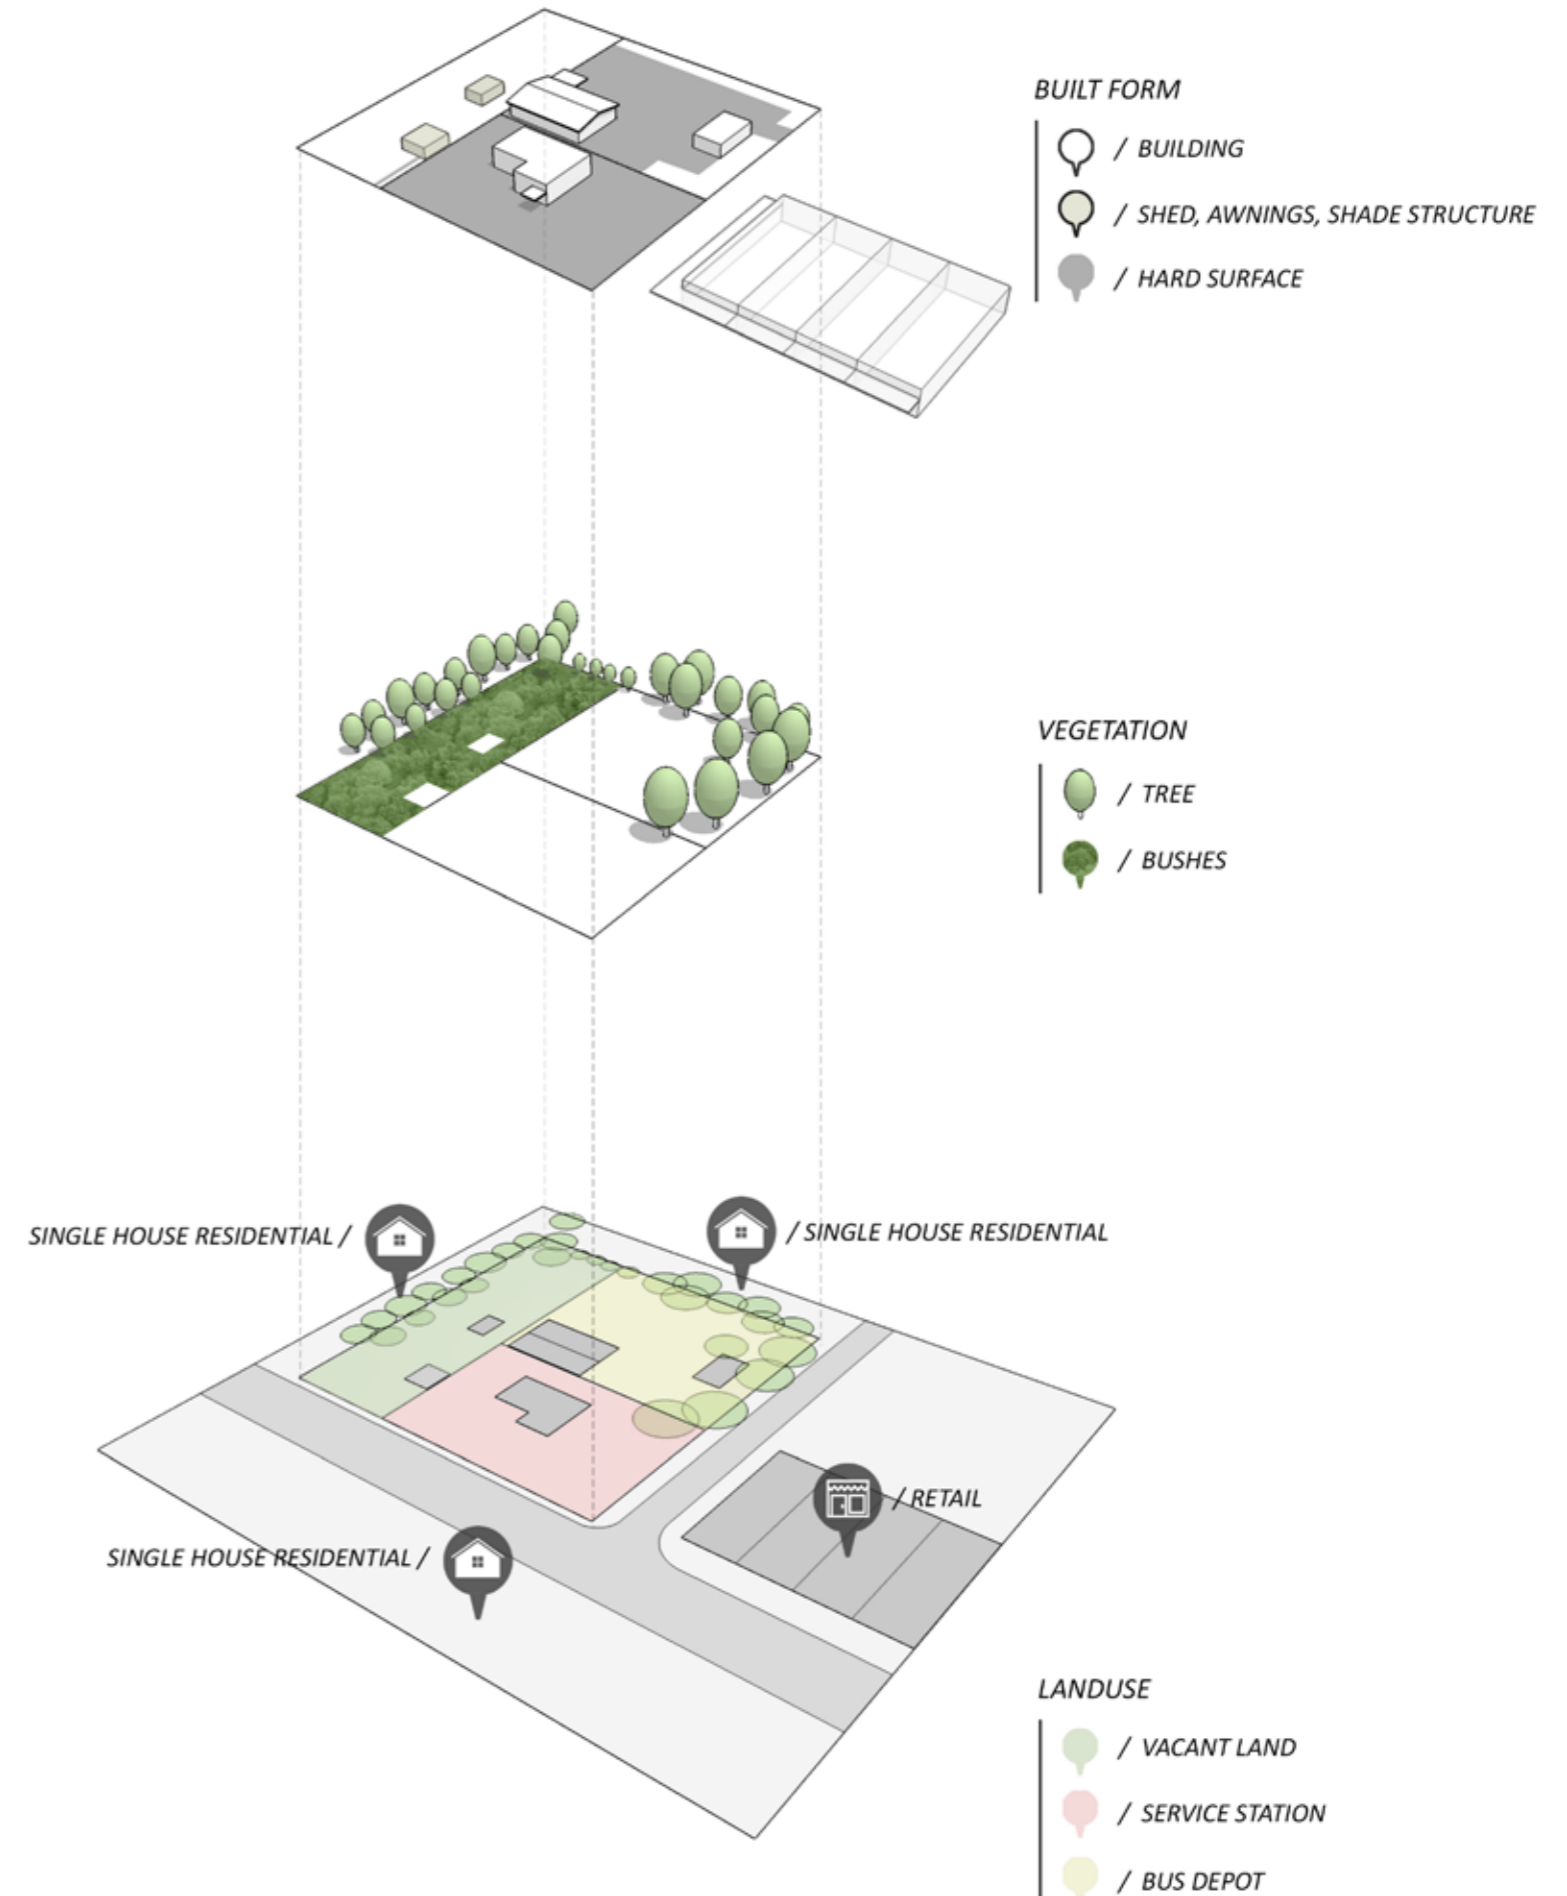 BUILT FORM
/ BUILDING
/ SHED, AWNINGS, SHADE STRUCTURE
/ HARD SURFACE
VEGETATION
/ TREE
/ BUSHES
SINGLE HOUSE RESIDENTIAL /
/ SINGLE HOUSE RESIDENTIAL
/ RETAIL
SINGLE HOUSE RESIDENTIAL /
LANDUSE
/ VACANT LAND
/ SERVICE STATION
/ BUS DEPOT